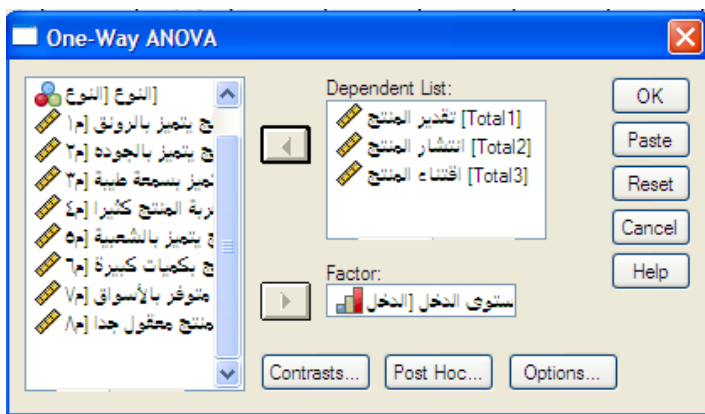 One-Way ANOVA
[النوع [النوع
ج يتميز بالرونق [م١
ج يتميز بالجوده [م٢
تميز بسمعة طيبة [م٣
ربة المنتج كثيرا [م٤
ج يتميز بالشعبية [م٥
ج بكميات كبيرة [م٦
متوفر بالأسواق [م٧
منتج معقول جدا [م٨
Dependent List:
تقدير المنتج [Total1]
انتشار المنتج [Total2]
اقتناء المنتج [Total3]
Factor:
ستوى الدخل [الدخل
OK
Paste
Reset
Cancel
Help
Contrasts...
Post Hoc...
Options...